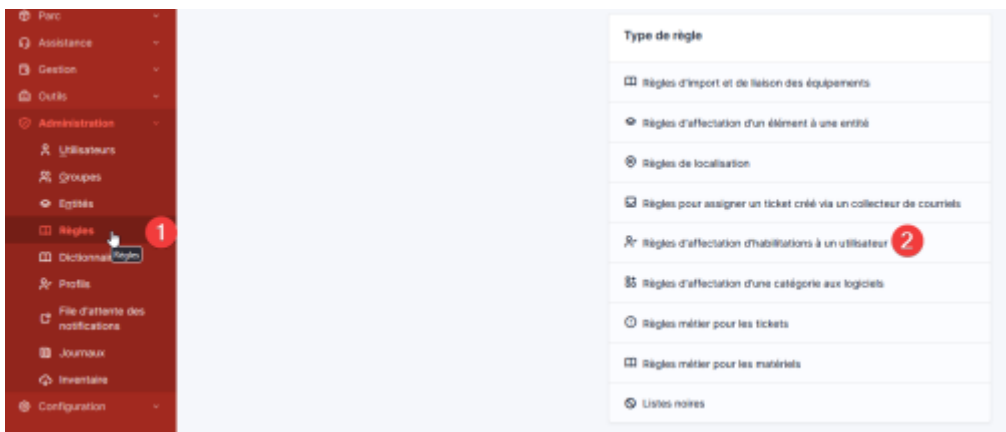 Parc
Assistance
Gestion
Outils
Administration
Utilisateurs
Groupes
Entités
Règles
1
Règles
Dictionnai
Profils
File d'attente des
notifications
Journaux
Inventaire
Configuration
Type de règle
Règles d'import et de liaison des équipements
Règles d'affectation d'un élément à une entité
Règles de localisation
Règles pour assigner un ticket créé via un collecteur de courriels
Règles d'affectation d'habilitations à un utilisateur
2
Règles d'affectation d'une catégorie aux logiciels
Règles métier pour les tickets
Règles métier pour les matériels
Listes noires